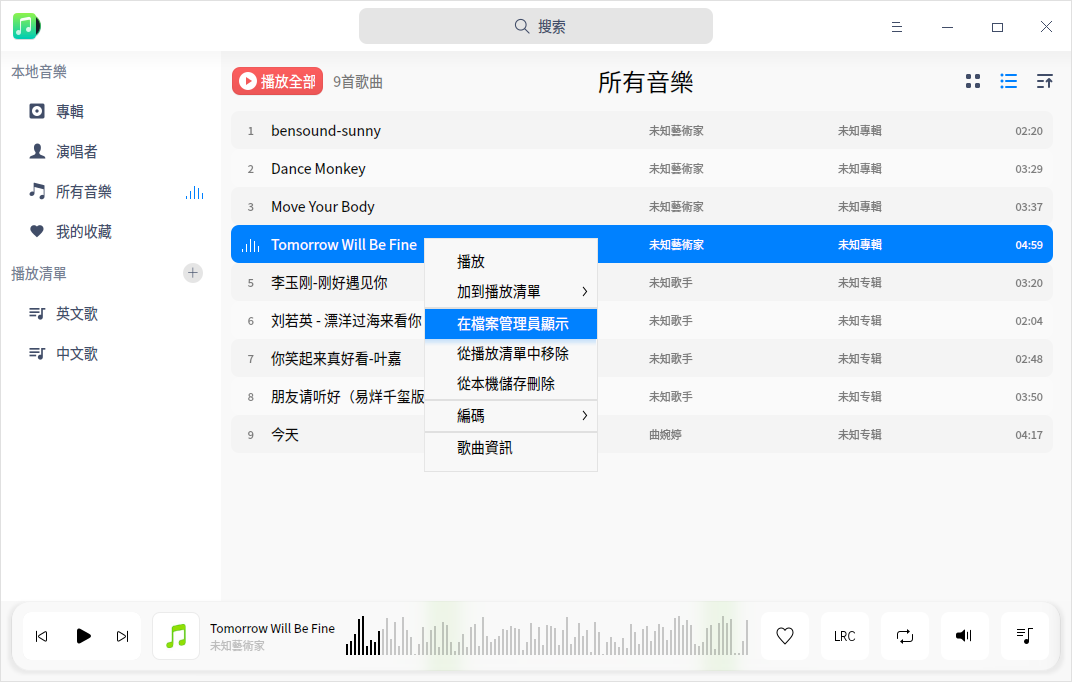 搜索
本地音樂
專輯
演唱者
所有音樂
我的收藏
播放清單
英文歌
中文歌
播放全部 9首歌曲 所有音樂
1 bensound-sunny 未知藝術家 未知專輯 02:20
2 Dance Monkey 未知藝術家 未知專輯 03:29
3 Move Your Body 未知藝術家 未知專輯 03:37
Tomorrow Will Be Fine 未知藝術家 未知專輯 04:59
5 李玉刚-刚好遇见你 未知歌手 未知专辑 03:20
6 刘若英 - 漂洋过海来看你 未知歌手 未知专辑 02:04
7 你笑起来真好看-叶嘉 未知歌手 未知专辑 02:48
8 朋友请听好（易烊千玺版 未知歌手 未知专辑 03:50
9 今天 曲婉婷 未知专辑 04:17
播放
加到播放清單
在檔案管理員顯示
從播放清單中移除
從本機儲存刪除
編碼
歌曲資訊
Tomorrow Will Be Fine
未知藝術家
LRC